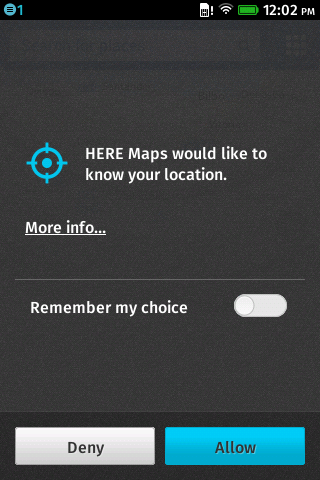 1 12:02 PM
HERE Maps would like to
know your location.
More info...
Remember my choice
Deny Allow